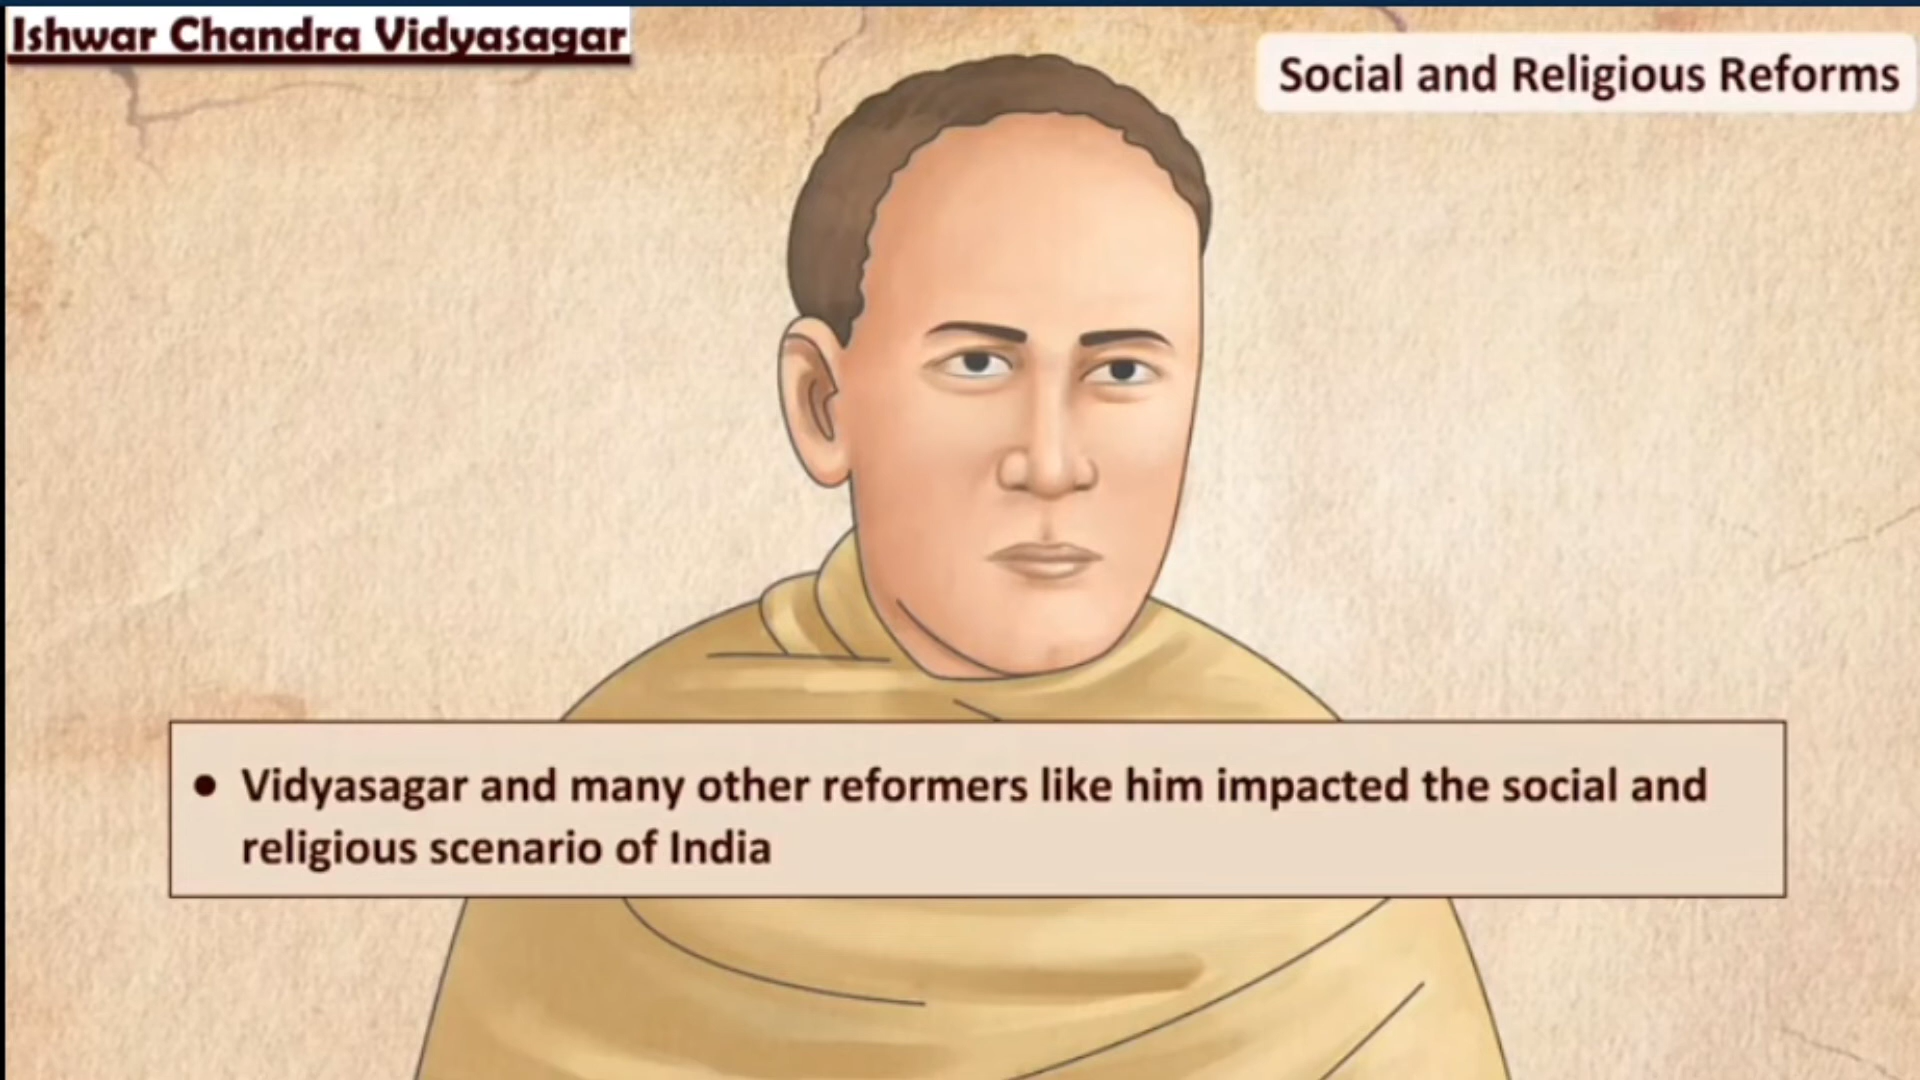 Ishwar Chandra Vidyasagar
Social and Religious Reforms
• Vidyasagar and many other reformers like him impacted the social and
religious scenario of India